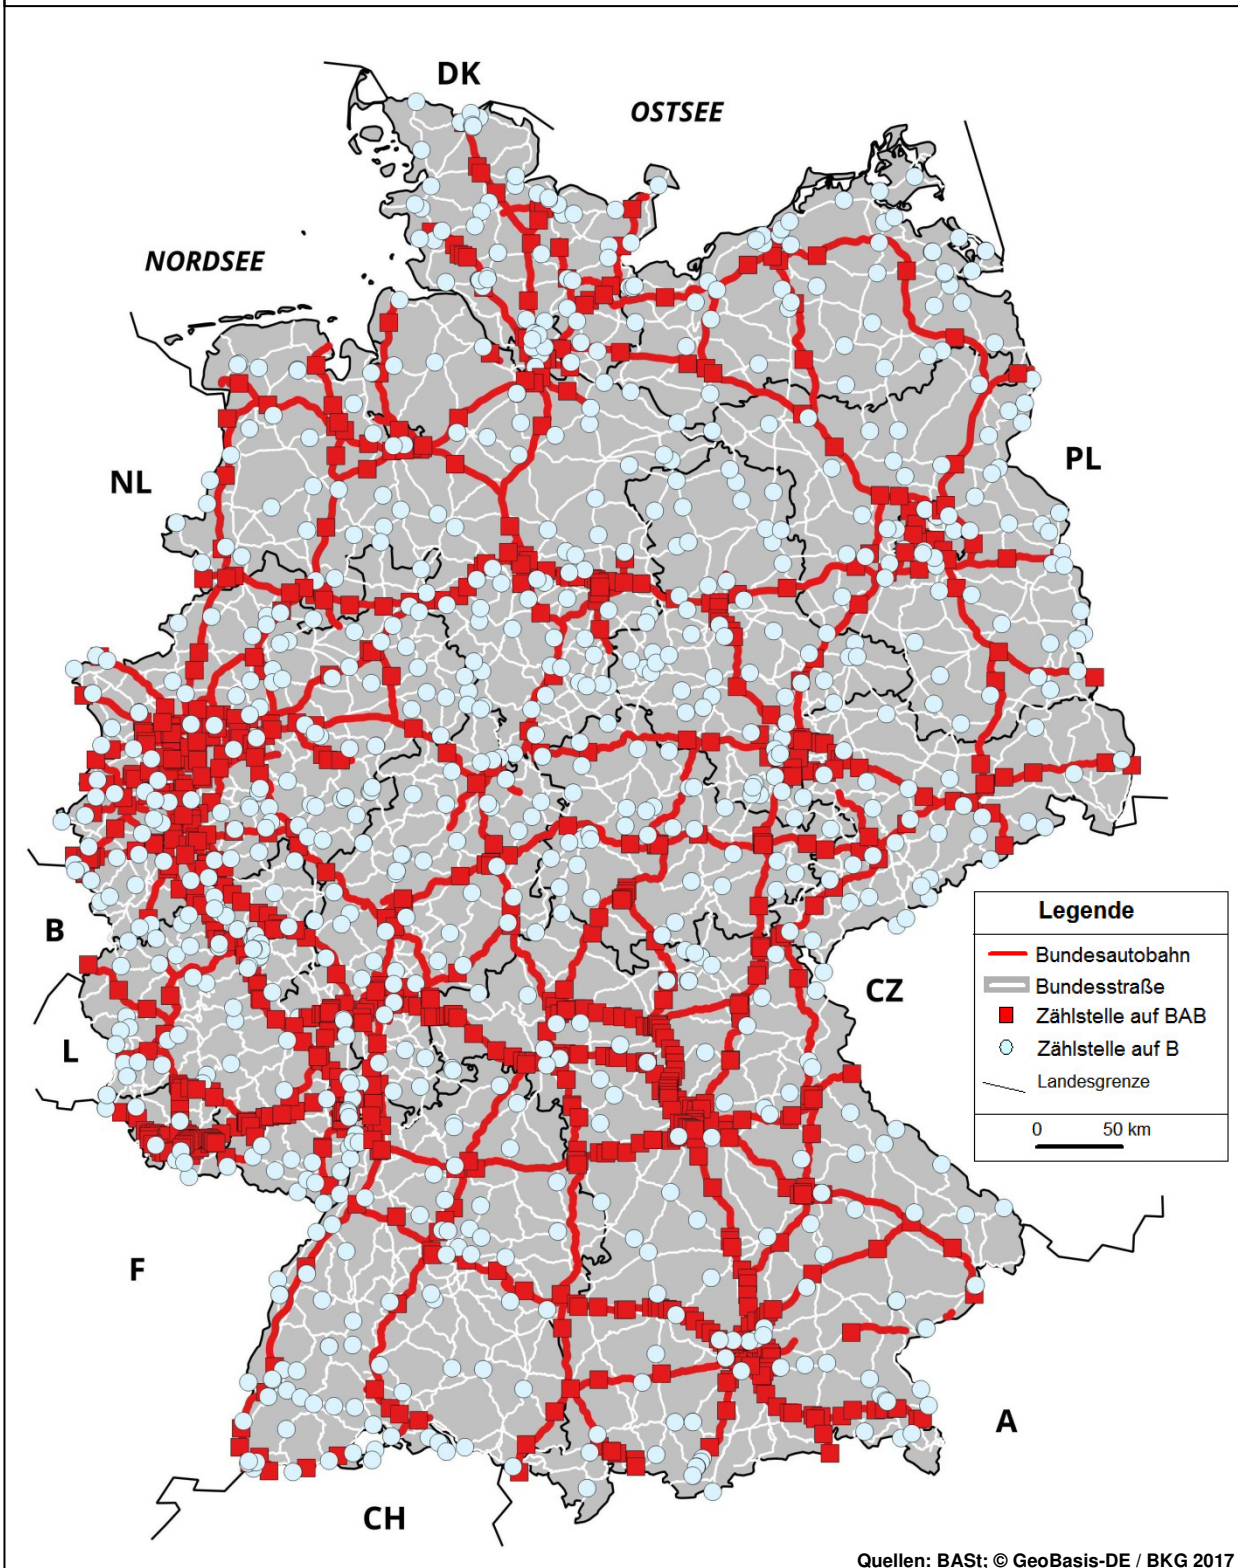 DK
OSTSEE
NORDSEE
PL
NL
B
Legende
Bundesautobahn
Bundesstraße
Zählstelle auf BAB
Zählstelle auf B
Landesgrenze
0 50 km
CZ
L
F
A
CH
Quellen: BASt; © GeoBasis-DE / BKG 2017